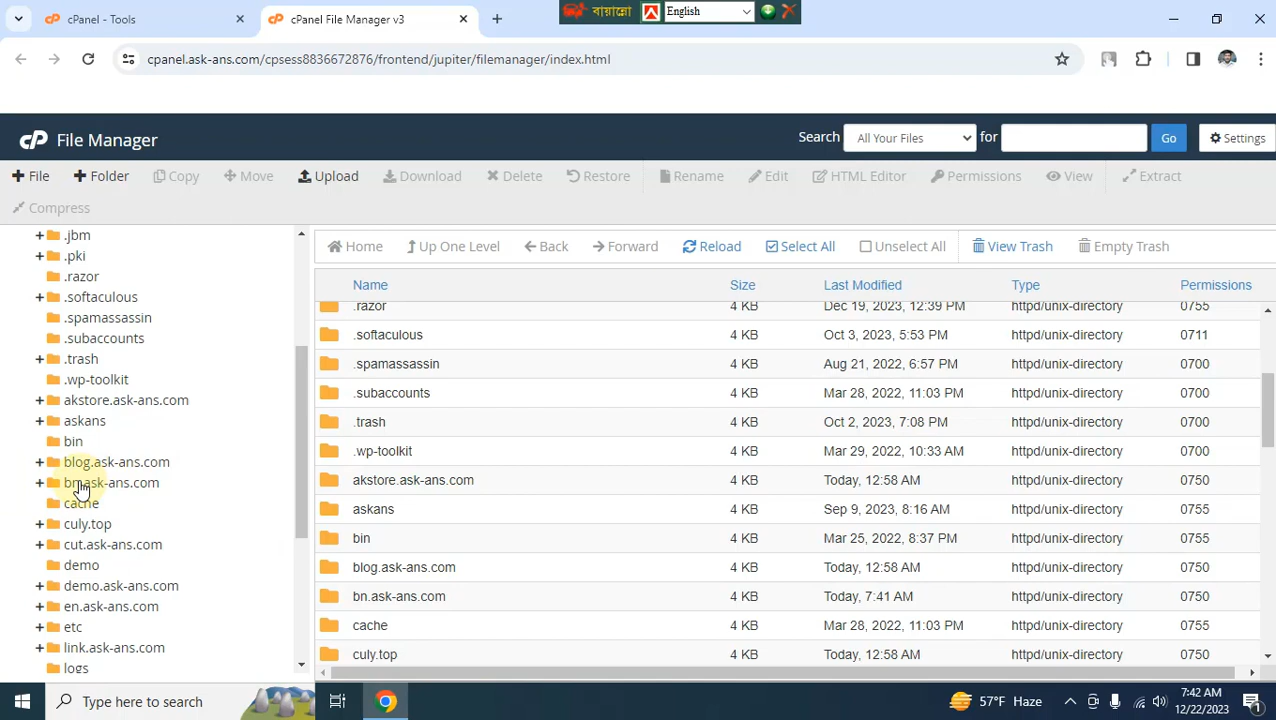 cPanel - Tools
cPanel File Manager v3
বায়ান্নো
English
cpanel.ask-ans.com/cpsess8836672876/frontend/jupiter/filemanager/index.html
cP File Manager
Search All Your Files for Go Settings
+ File + Folder Copy Move Upload Download Delete Restore Rename Edit HTML Editor Permissions View Extract
Compress
Home Up One Level Back Forward Reload Select All Unselect All View Trash Empty Trash
.jbm
.pki
.razor
.softaculous
.spamassassin
.subaccounts
.trash
.wp-toolkit
akstore.ask-ans.com
askans
bin
blog.ask-ans.com
bn.ask-ans.com
cache
culy.top
cut.ask-ans.com
demo
demo.ask-ans.com
en.ask-ans.com
etc
link.ask-ans.com
logs
Name Size Last Modified Type Permissions
.razor 4 KB Dec 19, 2023, 12:39 PM httpd/unix-directory 0755
.softaculous 4 KB Oct 3, 2023, 5:53 PM httpd/unix-directory 0711
.spamassassin 4 KB Aug 21, 2022, 6:57 PM httpd/unix-directory 0700
.subaccounts 4 KB Mar 28, 2022, 11:03 PM httpd/unix-directory 0700
.trash 4 KB Oct 2, 2023, 7:08 PM httpd/unix-directory 0700
.wp-toolkit 4 KB Mar 29, 2022, 10:33 AM httpd/unix-directory 0700
akstore.ask-ans.com 4 KB Today, 12:58 AM httpd/unix-directory 0750
askans 4 KB Sep 9, 2023, 8:16 AM httpd/unix-directory 0755
bin 4 KB Mar 25, 2022, 8:37 PM httpd/unix-directory 0755
blog.ask-ans.com 4 KB Today, 12:58 AM httpd/unix-directory 0750
bn.ask-ans.com 4 KB Today, 7:41 AM httpd/unix-directory 0750
cache 4 KB Mar 28, 2022, 11:03 PM httpd/unix-directory 0755
culy.top 4 KB Today, 12:58 AM httpd/unix-directory 0750
Type here to search
57°F Haze
7:42 AM
12/22/2023
1